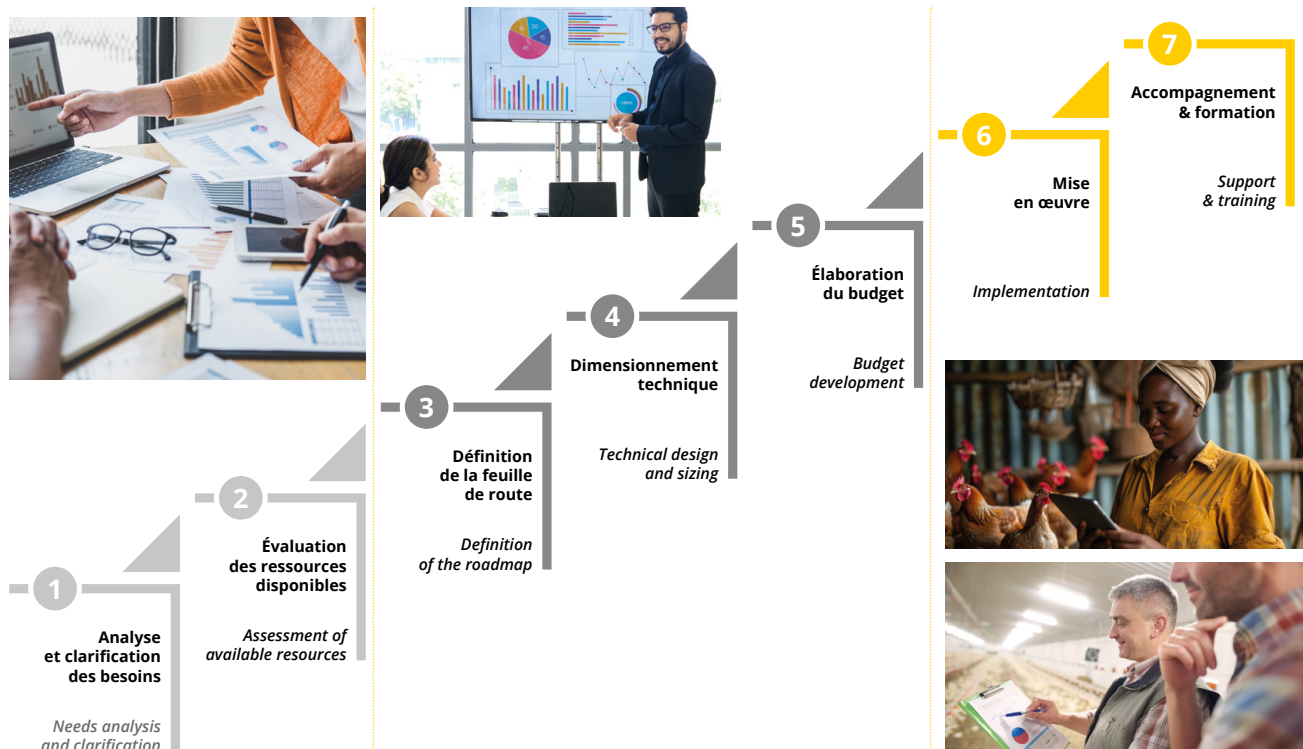 1
Analyse
et clarification
des besoins
Needs analysis
and clarification
2
Évaluation
des ressources
disponibles
Assessment of
available resources
3
Définition
de la feuille
de route
Definition
of the roadmap
4
Dimensionnement
technique
Technical design
and sizing
5
Élaboration
du budget
Budget
development
6
Mise
en œuvre
Implementation
7
Accompagnement
& formation
Support
& training